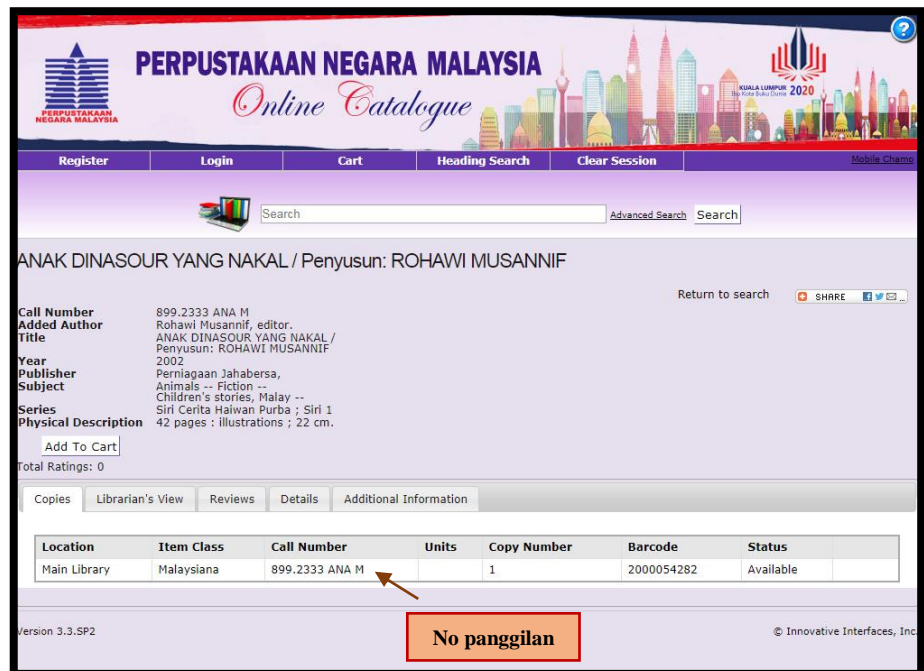 ?
PERPUSTAKAAN NEGARA MALAYSIA
Online Catalogue
PERPUSTAKAAN
NEGARA MALAYSIA
KUALA LUMPUR 2020
Ibu Kota Buku Dunia
Register Login Cart Heading Search Clear Session Mobile Chamo
Search Advanced Search Search
ANAK DINASOUR YANG NAKAL / Penyusun: ROHAWI MUSANNIF
Return to search SHARE
Call Number 899.2333 ANA M
Added Author Rohawi Musannif, editor.
Title ANAK DINASOUR YANG NAKAL /
Penyusun: ROHAWI MUSANNIF
Year 2002
Publisher Perniagaan Jahabersa,
Subject Animals -- Fiction --
Children's stories, Malay --
Series Siri Cerita Haiwan Purba ; Siri 1
Physical Description 42 pages : illustrations ; 22 cm.
Add To Cart
Total Ratings: 0
Copies Librarian's View Reviews Details Additional Information
Location Item Class Call Number Units Copy Number Barcode Status
Main Library Malaysiana 899.2333 ANA M 1 2000054282 Available
No panggilan
Version 3.3.SP2 © Innovative Interfaces, Inc.